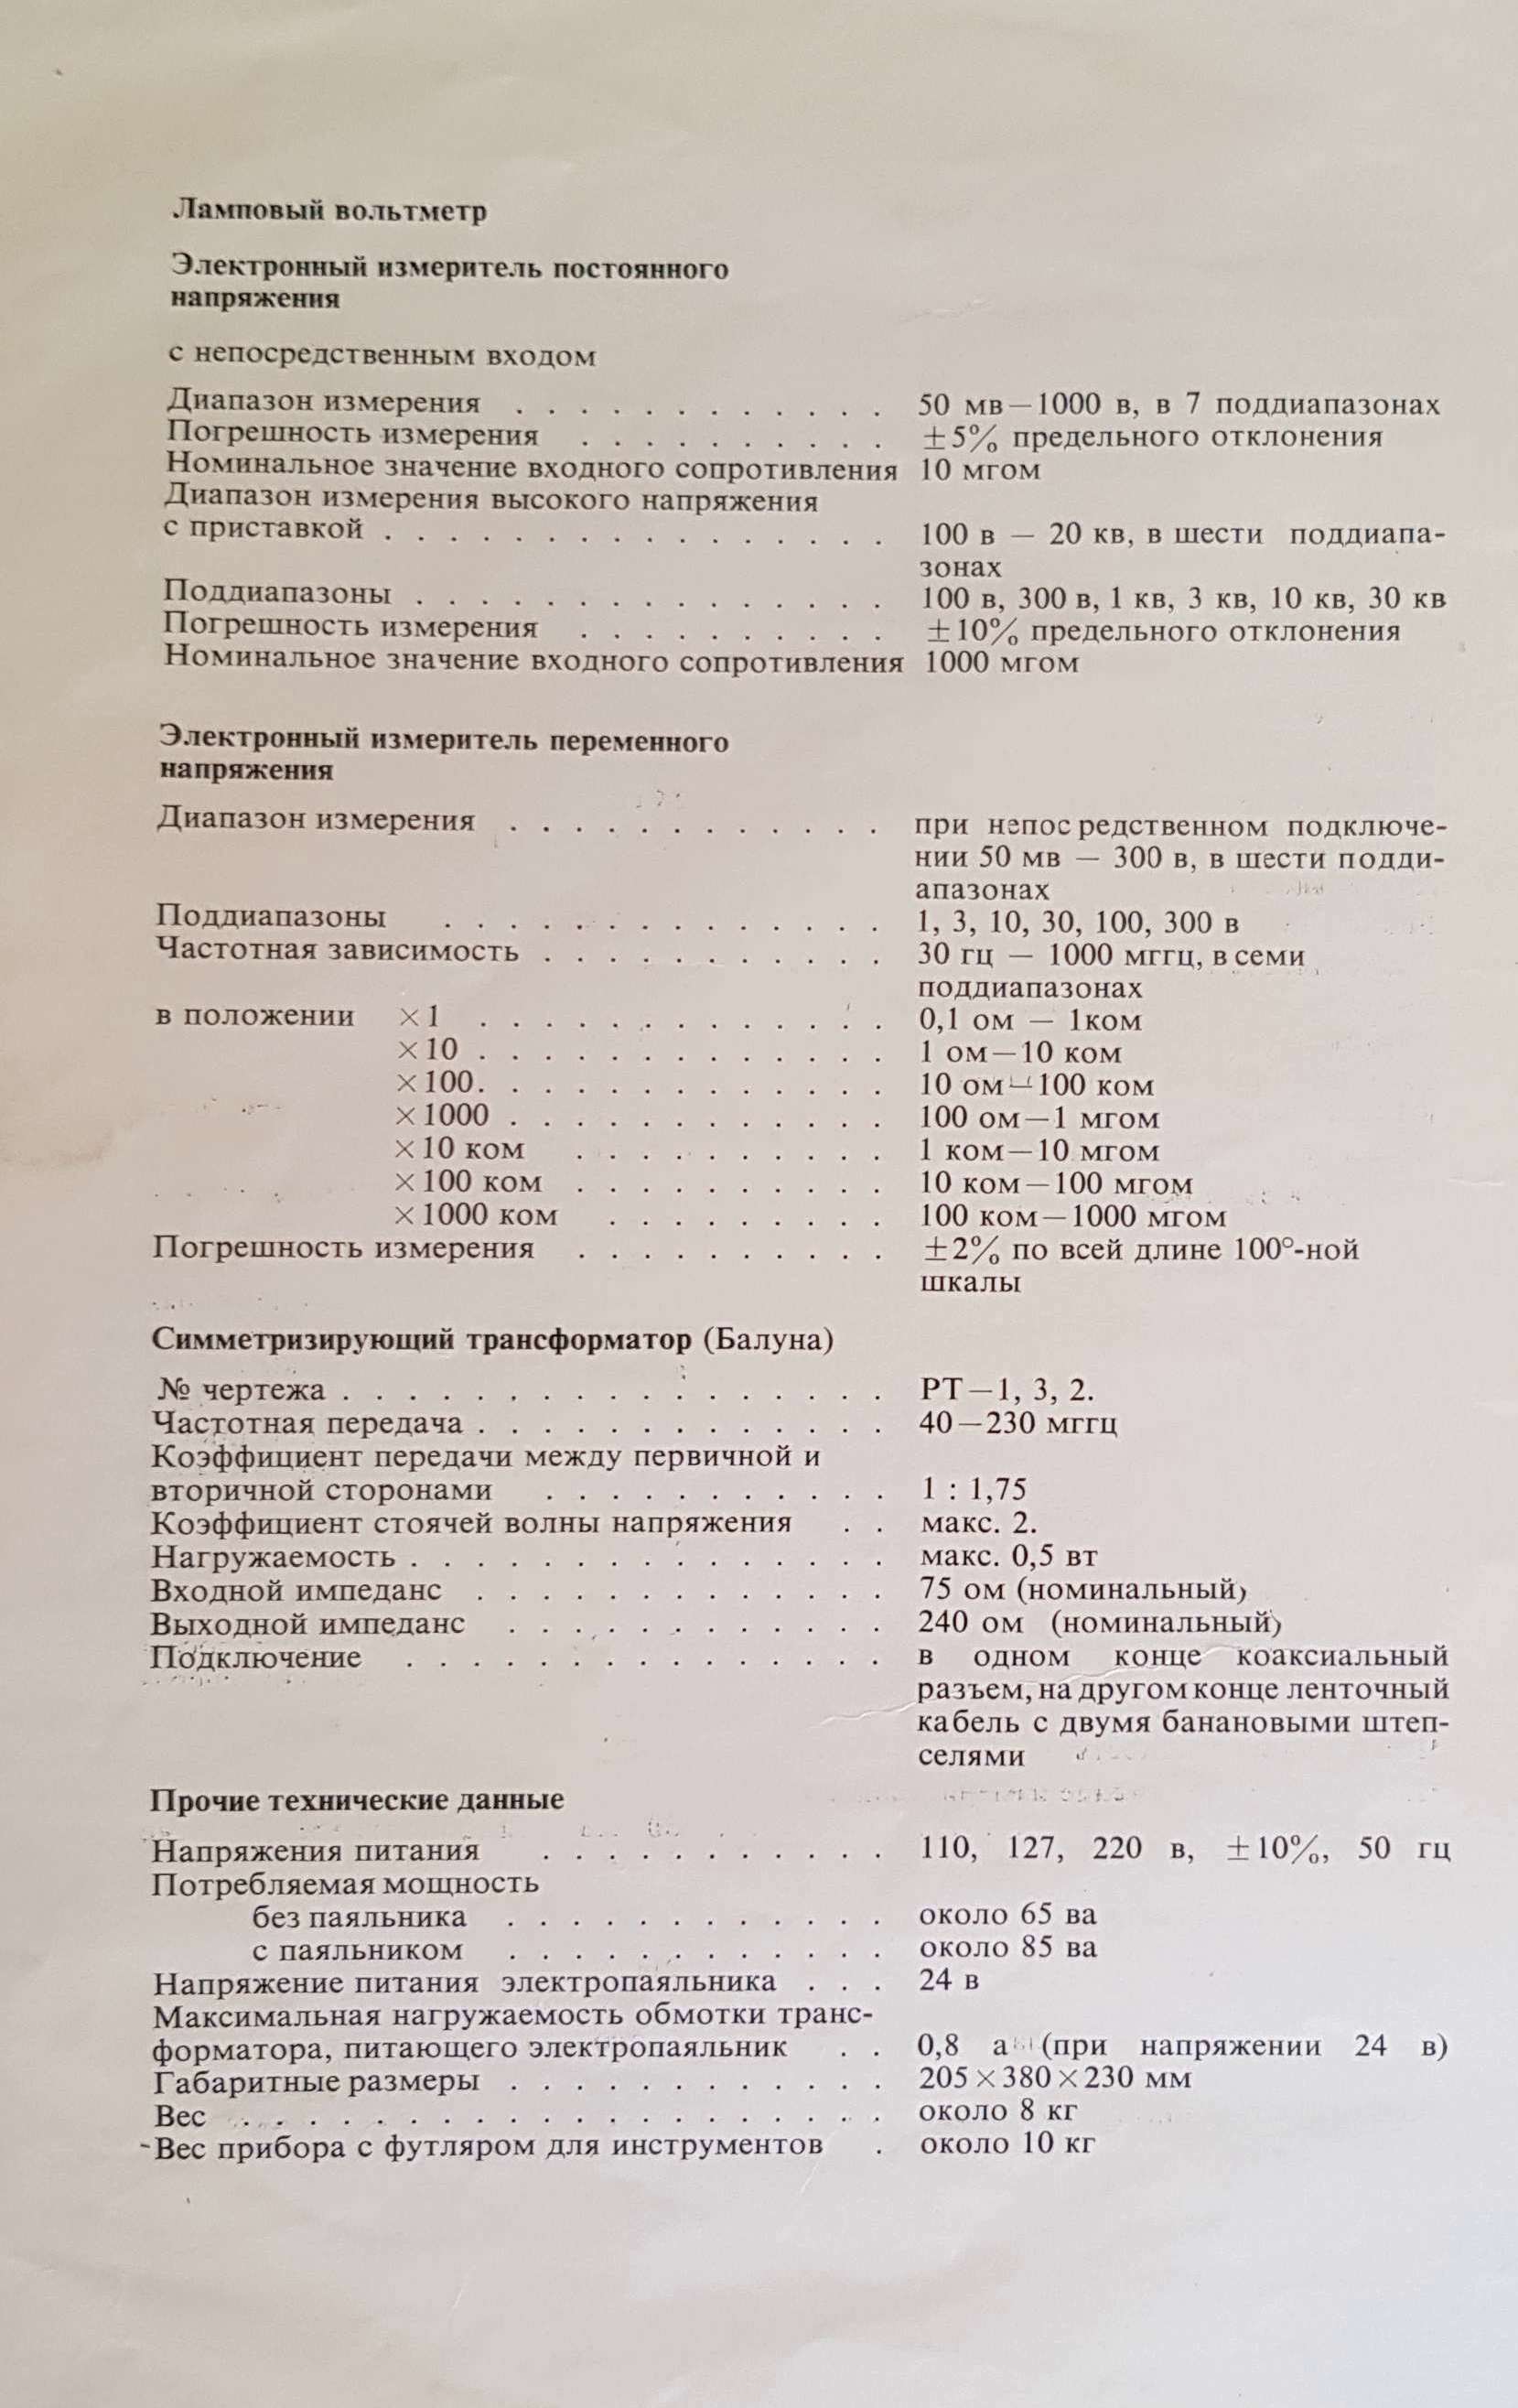 Ламповый вольтметр
Электронный измеритель постоянного
напряжения
с непосредственным входом
Диапазон измерения . . . . . . . . . . . . 50 мв—1000 в, в 7 поддиапазонах
Погрешность измерения . . . . . . . . . . ±5% предельного отклонения
Номинальное значение входного сопротивления 10 мгом
Диапазон измерения высокого напряжения
с приставкой . . . . . . . . . . . . . . . . 100 в — 20 кв, в шести поддиапа-
зонах
Поддиапазоны . . . . . . . . . . . . . . . 100 в, 300 в, 1 кв, 3 кв, 10 кв, 30 кв
Погрешность измерения . . . . . . . . . . ±10% предельного отклонения
Номинальное значение входного сопротивления 1000 мгом
Электронный измеритель переменного
напряжения
Диапазон измерения . . . . . . . . . . . . при непосредственном подключе-
нии 50 мв — 300 в, в шести подди-
апазонах
Поддиапазоны . . . . . . . . . . . . . . 1, 3, 10, 30, 100, 300 в
Частотная зависимость . . . . . . . . . . . 30 гц — 1000 мггц, в семи
поддиапазонах
в положении ×1 . . . . . . . . . . . . . 0,1 ом — 1ком
×10 . . . . . . . . . . . . . 1 ом—10 ком
×100. . . . . . . . . . . . . 10 ом—100 ком
×1000 . . . . . . . . . . . . 100 ом—1 мгом
×10 ком . . . . . . . . . . 1 ком—10 мгом
×100 ком . . . . . . . . . . 10 ком—100 мгом
×1000 ком . . . . . . . . . 100 ком—1000 мгом
Погрешность измерения . . . . . . . . . . ±2% по всей длине 100°-ной
шкалы
Симметризирующий трансформатор (Балуна)
№ чертежа . . . . . . . . . . . . . . . . . РТ—1, 3, 2.
Частотная передача . . . . . . . . . . . . . 40—230 мггц
Коэффициент передачи между первичной и
вторичной сторонами . . . . . . . . . . . 1 : 1,75
Коэффициент стоячей волны напряжения . . макс. 2.
Нагружаемость . . . . . . . . . . . . . . . макс. 0,5 вт
Входной импеданс . . . . . . . . . . . . . 75 ом (номинальный)
Выходной импеданс . . . . . . . . . . . . 240 ом (номинальный)
Подключение . . . . . . . . . . . . . . . в одном конце коаксиальный
разъем, на другом конце ленточный
кабель с двумя банановыми штеп-
селями
Прочие технические данные
Напряжения питания . . . . . . . . . . . 110, 127, 220 в, ±10%, 50 гц
Потребляемая мощность
без паяльника . . . . . . . . . . . . около 65 ва
с паяльником . . . . . . . . . . . . около 85 ва
Напряжение питания электропаяльника . . . 24 в
Максимальная нагружаемость обмотки транс-
форматора, питающего электропаяльник . . 0,8 а (при напряжении 24 в)
Габаритные размеры . . . . . . . . . . . . 205×380×230 мм
Вес . . . . . . . . . . . . . . . . . . . . около 8 кг
Вес прибора с футляром для инструментов . около 10 кг